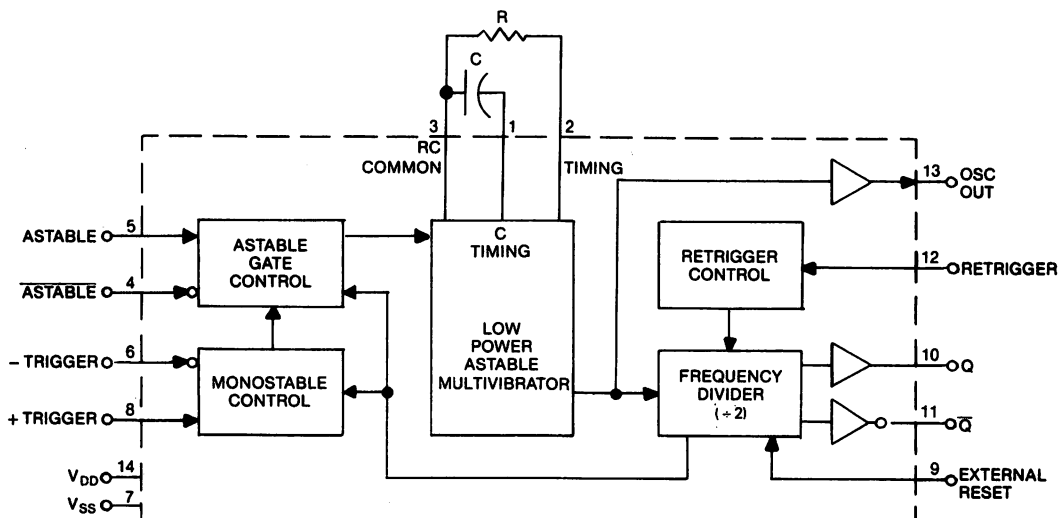 R
C
3
1
2
RC
COMMON
TIMING
13
OSC
OUT
ASTABLE
5
ASTABLE
GATE
CONTROL
C
TIMING
RETRIGGER
CONTROL
12
RETRIGGER
ASTABLE
4
LOW
POWER
ASTABLE
MULTIVIBRATOR
- TRIGGER
6
MONOSTABLE
CONTROL
FREQUENCY
DIVIDER
(÷2)
10
Q
+ TRIGGER
8
11
Q̅
VDD
14
9
EXTERNAL
RESET
VSS
7